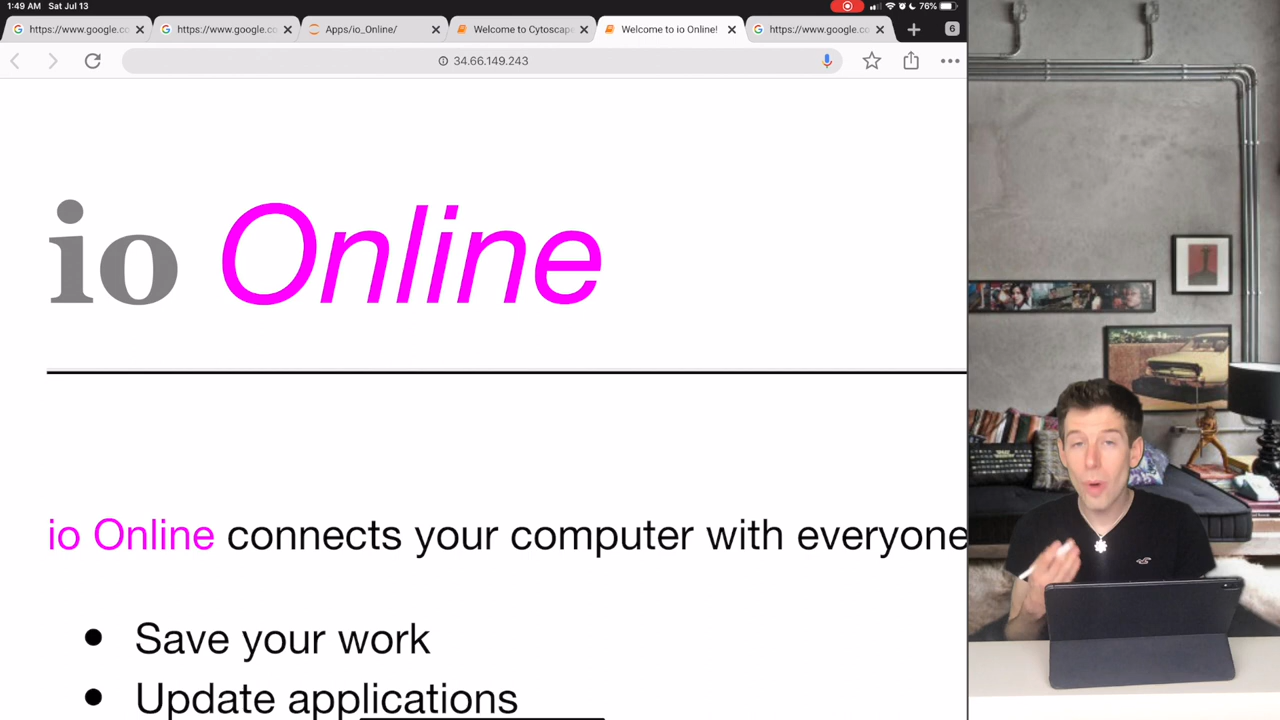 1:49 AM Sat Jul 13
76%
https://www.google.co
https://www.google.co
Apps/io_Online/
Welcome to Cytoscape
Welcome to io Online!
https://www.google.co
6
34.66.149.243
io Online
io Online connects your computer with everyone
• Save your work
• Update applications